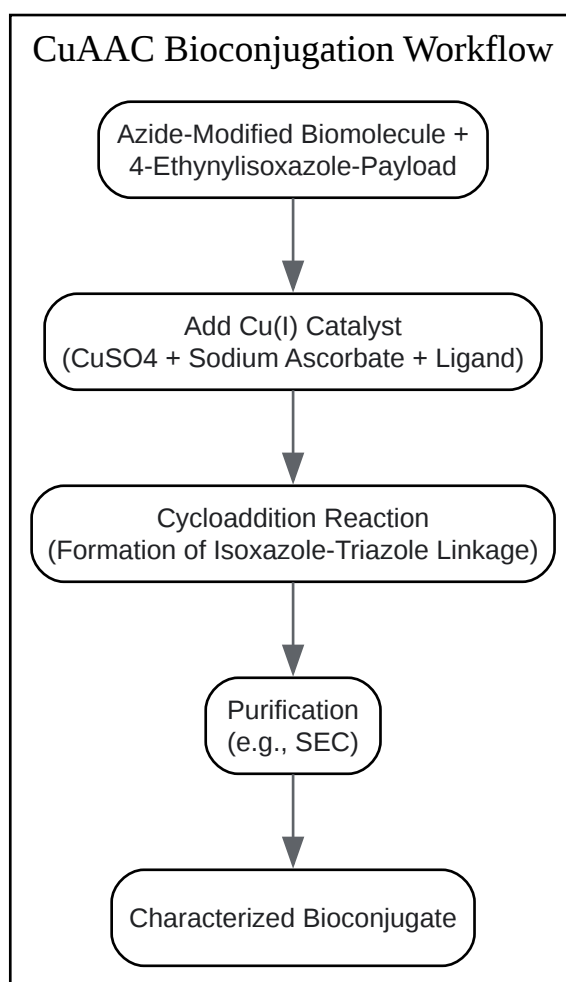 CuAAC Bioconjugation Workflow
Azide-Modified Biomolecule +
4-Ethynylisoxazole-Payload
Add Cu(I) Catalyst
(CuSO4 + Sodium Ascorbate + Ligand)
Cycloaddition Reaction
(Formation of Isoxazole-Triazole Linkage)
Purification
(e.g., SEC)
Characterized Bioconjugate